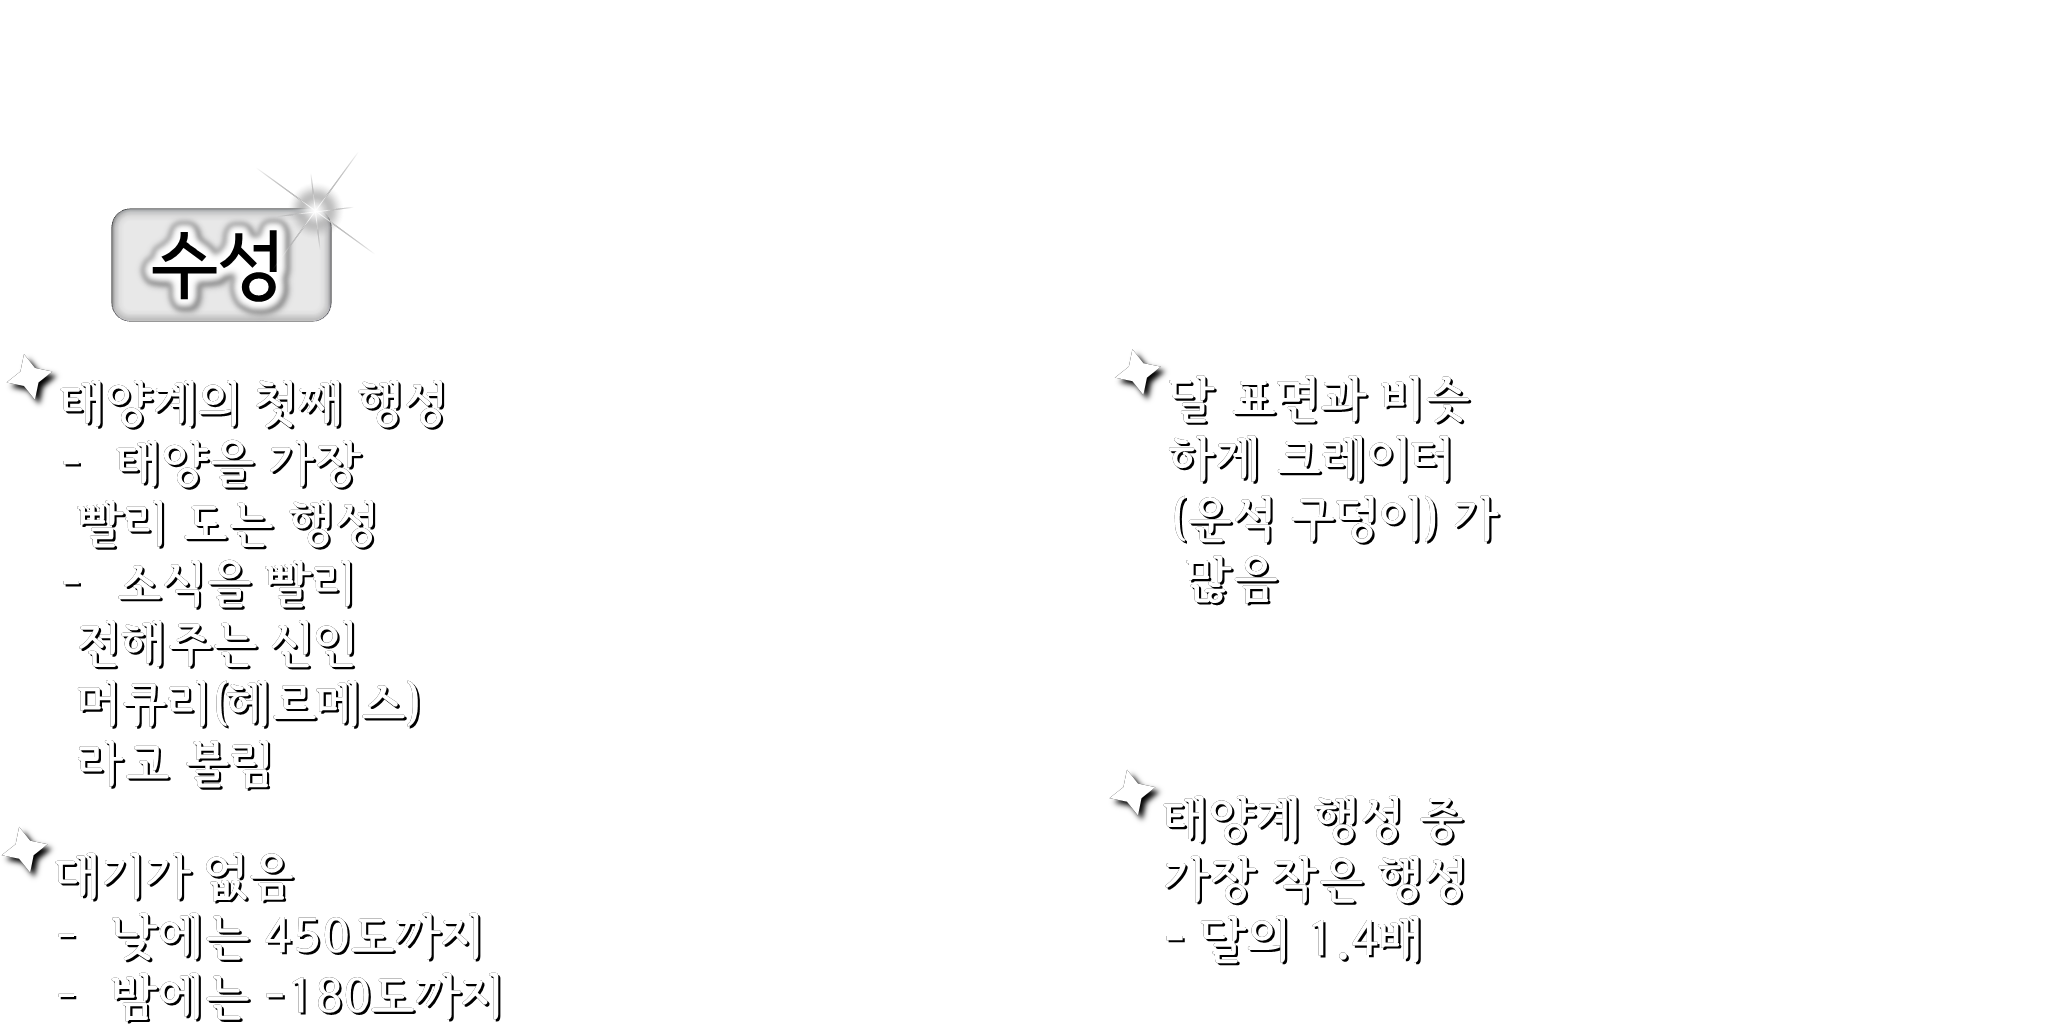 수성
태양계의 첫째 행성
- 태양을 가장
빨리 도는 행성
- 소식을 빨리
전해주는 신인
머큐리(헤르메스)
라고 불림
대기가 없음
- 낮에는 450도까지
- 밤에는 -180도까지
달 표면과 비슷
하게 크레이터
(운석 구덩이) 가
많음
태양계 행성 중
가장 작은 행성
- 달의 1.4배